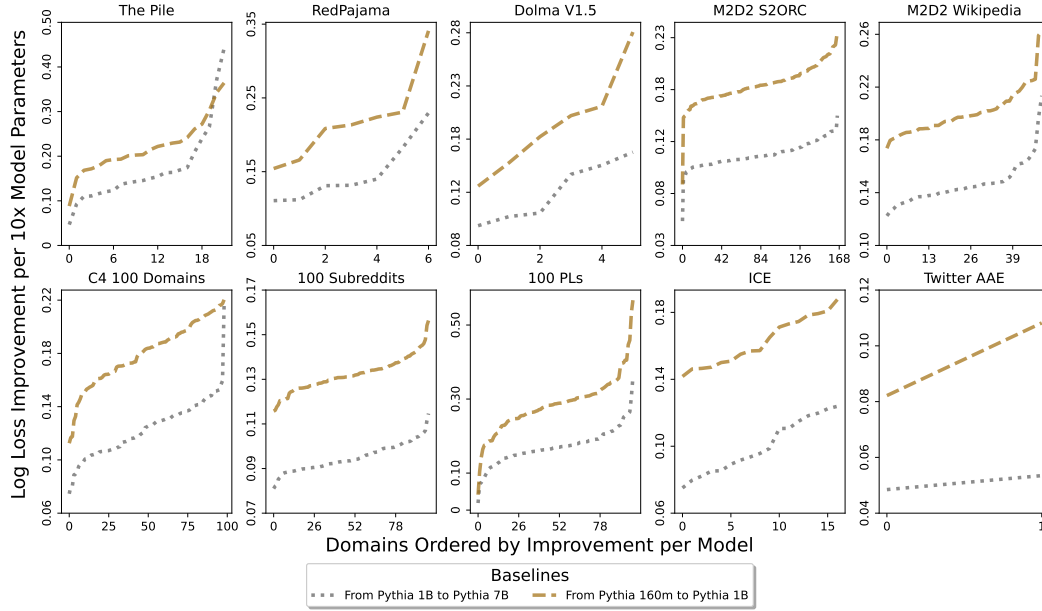 The Pile
RedPajama
Dolma V1.5
M2D2 S2ORC
M2D2 Wikipedia
Log Loss Improvement per 10x Model Parameters
0.50
0.40
0.30
0.20
0.10
0
0 6 12 18
0.35
0.25
0.15
0.05
0 2 4 6
0.28
0.23
0.18
0.12
0.08
0 2 4
0.23
0.18
0.12
0.08
0.03
0 42 84 126 168
0.26
0.22
0.18
0.14
0.10
0 13 26 39
C4 100 Domains
100 Subreddits
100 PLs
ICE
Twitter AAE
0.22
0.18
0.14
0.10
0.06
0 25 50 75 100
0.17
0.15
0.13
0.11
0.09
0.07
0 26 52 78
0.50
0.30
0.10
0
0 26 52 78
0.18
0.14
0.10
0.06
0 5 10 15
0.12
0.10
0.08
0.06
0.04
0 1
Domains Ordered by Improvement per Model
Baselines
From Pythia 1B to Pythia 7B
From Pythia 160m to Pythia 1B